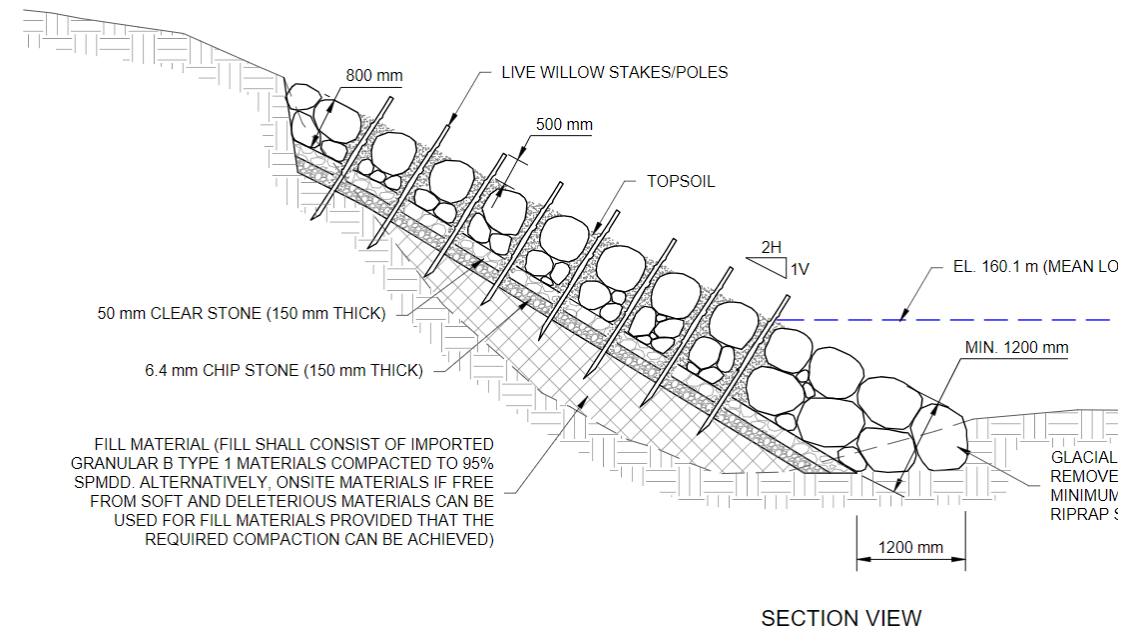 800 mm
LIVE WILLOW STAKES/POLES
500 mm
TOPSOIL
2H
1V
EL. 160.1 m (MEAN LO
50 mm CLEAR STONE (150 mm THICK)
MIN. 1200 mm
6.4 mm CHIP STONE (150 mm THICK)
FILL MATERIAL (FILL SHALL CONSIST OF IMPORTED
GRANULAR B TYPE 1 MATERIALS COMPACTED TO 95%
SPMDD. ALTERNATIVELY, ONSITE MATERIALS IF FREE
FROM SOFT AND DELETERIOUS MATERIALS CAN BE
USED FOR FILL MATERIALS PROVIDED THAT THE
REQUIRED COMPACTION CAN BE ACHIEVED)
GLACIAL
REMOVE
MINIMUM
RIPRAP
1200 mm
SECTION VIEW